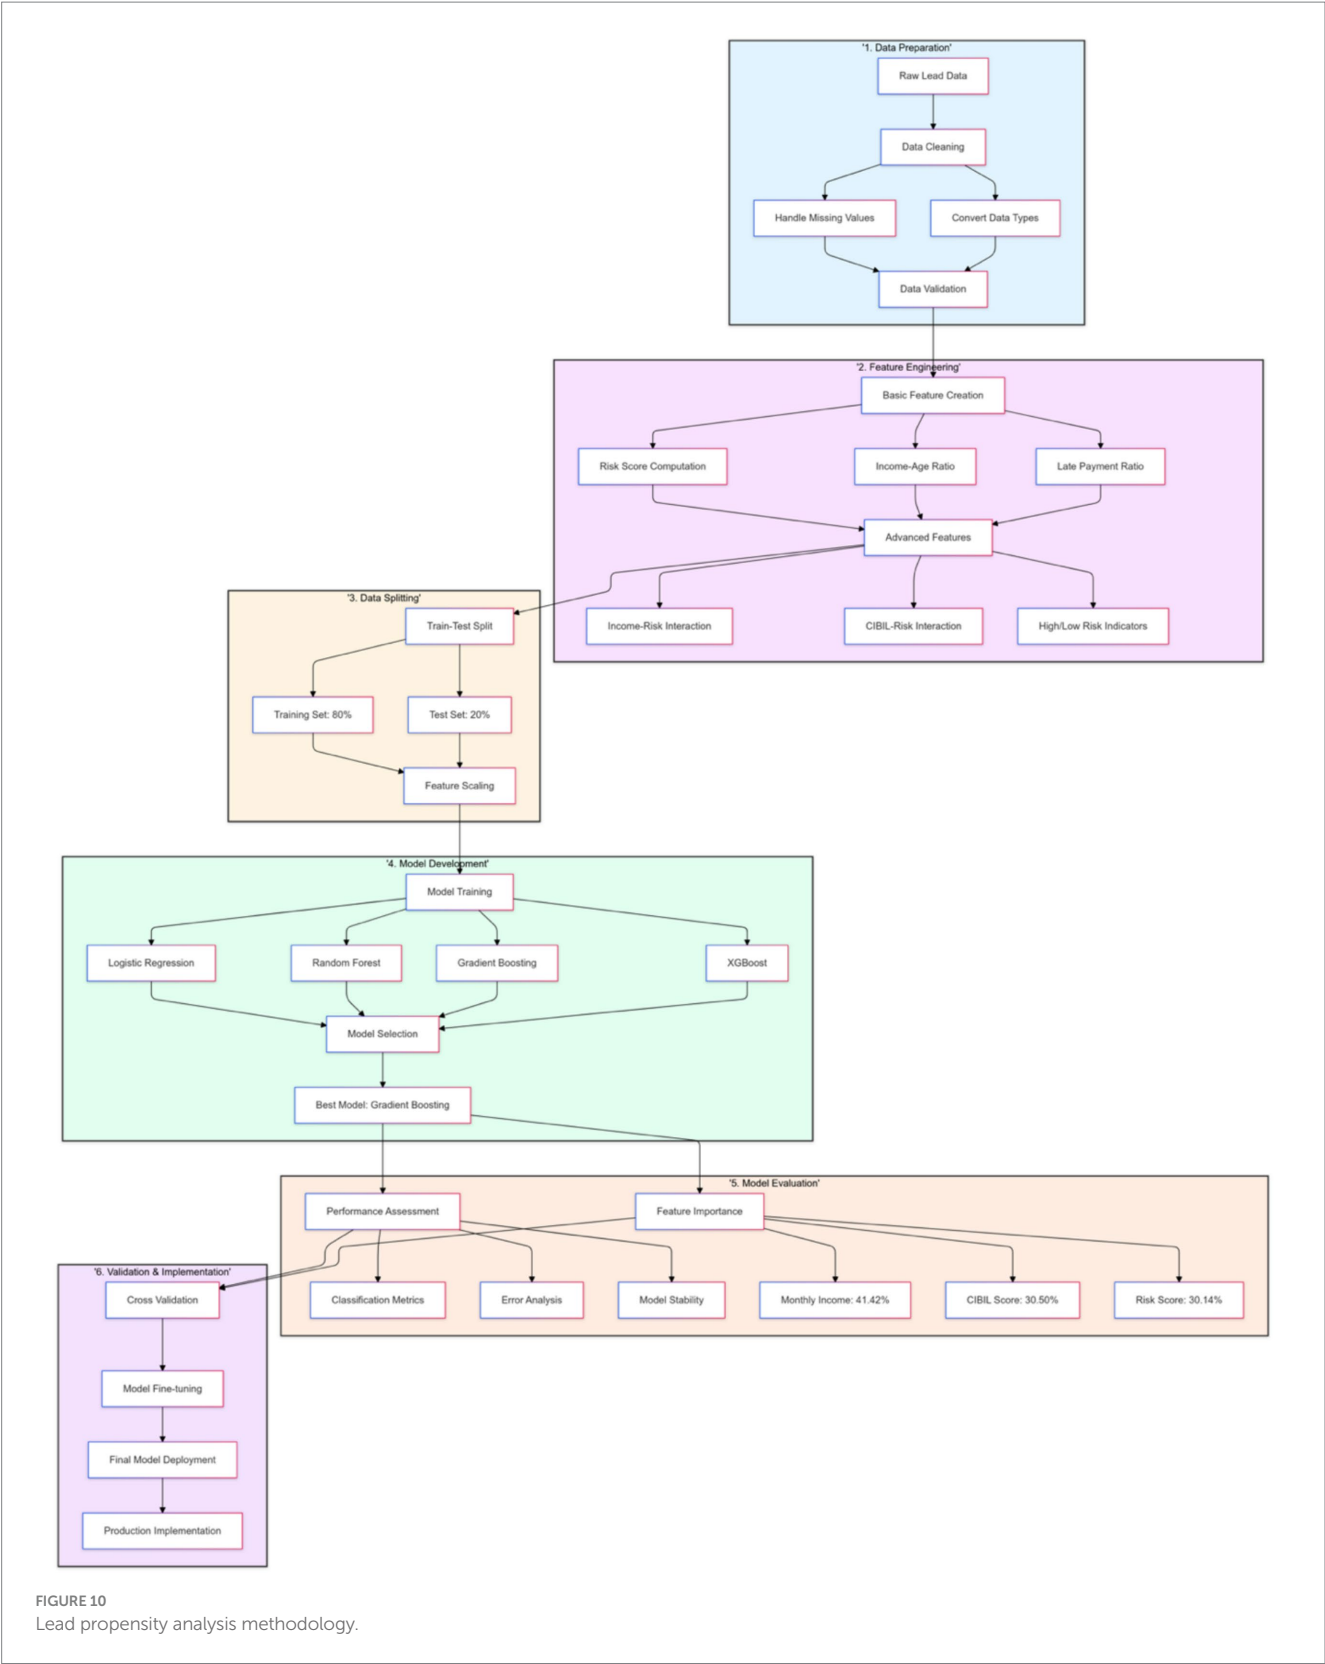 '1. Data Preparation'
Raw Lead Data
Data Cleaning
Handle Missing Values
Convert Data Types
Data Validation
'2. Feature Engineering'
Basic Feature Creation
Risk Score Computation
Income-Age Ratio
Late Payment Ratio
Advanced Features
Income-Risk Interaction
CIBIL-Risk Interaction
High/Low Risk Indicators
'3. Data Splitting'
Train-Test Split
Training Set: 80%
Test Set: 20%
Feature Scaling
'4. Model Development'
Model Training
Logistic Regression
Random Forest
Gradient Boosting
XGBoost
Model Selection
Best Model: Gradient Boosting
'5. Model Evaluation'
Performance Assessment
Feature Importance
Classification Metrics
Error Analysis
Model Stability
Monthly Income: 41.42%
CIBIL Score: 30.50%
Risk Score: 30.14%
'6. Validation & Implementation'
Cross Validation
Model Fine-tuning
Final Model Deployment
Production Implementation
FIGURE 10
Lead propensity analysis methodology.